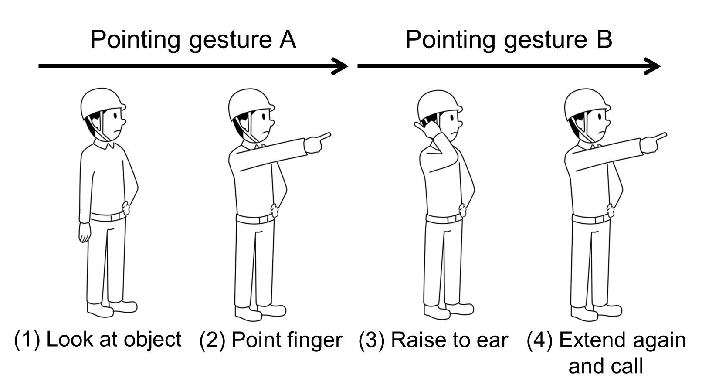 Pointing gesture A
Pointing gesture B
(1) Look at object
(2) Point finger
(3) Raise to ear
(4) Extend again
and call